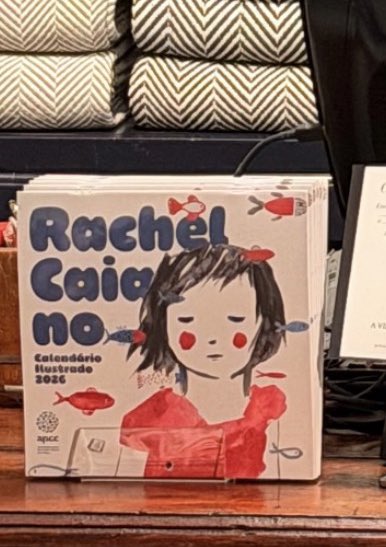 Rachel
Caia
no
Calendário
Ilustrado
2026
apcc
A V